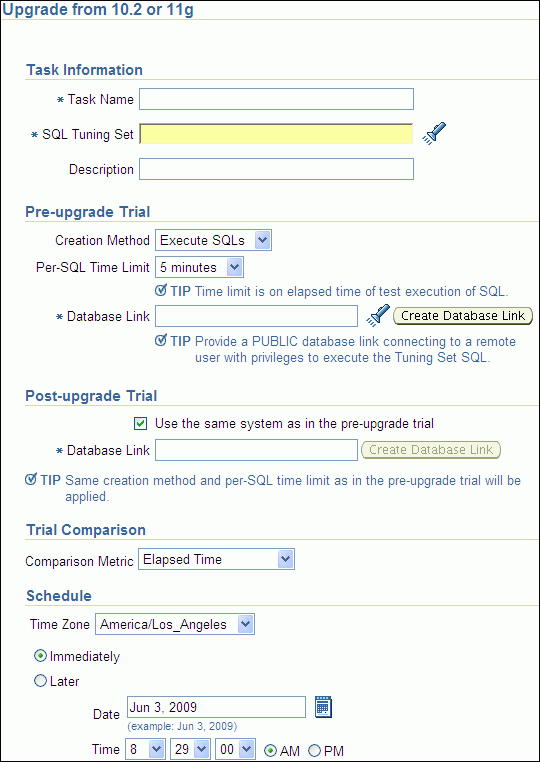 Upgrade from 10.2 or 11g
Task Information
* Task Name
* SQL Tuning Set
Description
Pre-upgrade Trial
Creation Method Execute SQLs
Per-SQL Time Limit 5 minutes
TIP Time limit is on elapsed time of test execution of SQL.
* Database Link Create Database Link
TIP Provide a PUBLIC database link connecting to a remote
user with privileges to execute the Tuning Set SQL.
Post-upgrade Trial
Use the same system as in the pre-upgrade trial
* Database Link Create Database Link
TIP Same creation method and per-SQL time limit as in the pre-upgrade trial will be
applied.
Trial Comparison
Comparison Metric Elapsed Time
Schedule
Time Zone America/Los_Angeles
Immediately
Later
Date Jun 3, 2009
(example: Jun 3, 2009)
Time 8 29 00 AM PM